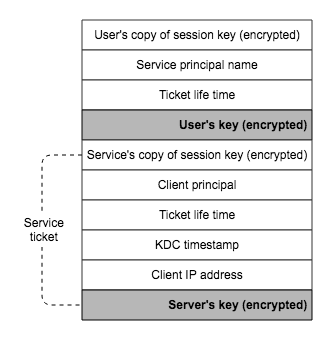 User's copy of session key (encrypted)
Service principal name
Ticket life time
User's key (encrypted)
Service's copy of session key (encrypted)
Client principal
Ticket life time
KDC timestamp
Client IP address
Server's key (encrypted)
Service
ticket